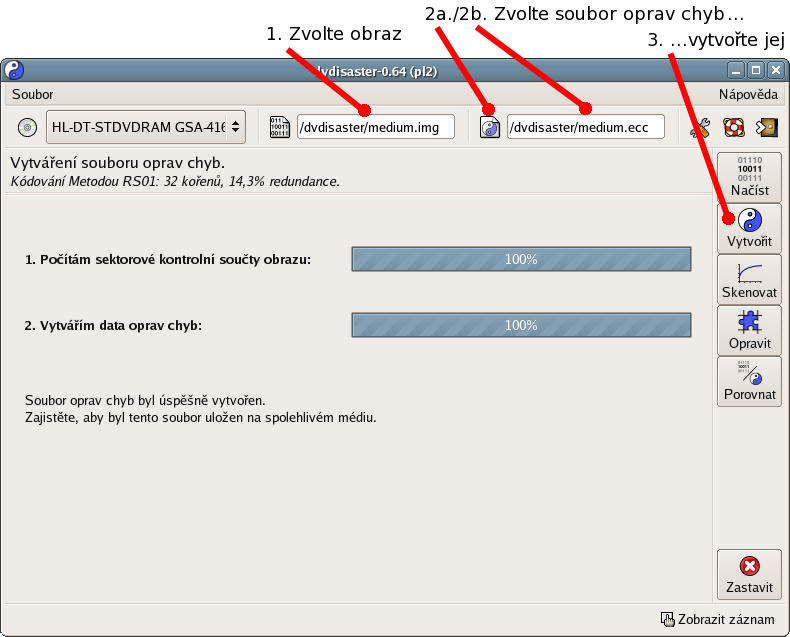 2a./2b. Zvolte soubor oprav chyb…
1. Zvolte obraz
3. …vytvořte jej
dvdisaster-0.64 (pl2)
Soubor
Nápověda
HL-DT-STDVDRAM GSA-416
/dvdisaster/medium.img
/dvdisaster/medium.ecc
Vytváření souboru oprav chyb.
Kódování Metodou RS01: 32 kořenů, 14,3% redundance.
Načíst
Vytvořit
1. Počítám sektorové kontrolní součty obrazu:
100%
Skenovat
2. Vytvářím data oprav chyb:
100%
Opravit
Porovnat
Soubor oprav chyb byl úspěšně vytvořen.
Zajistěte, aby byl tento soubor uložen na spolehlivém médiu.
Zastavit
Zobrazit záznam